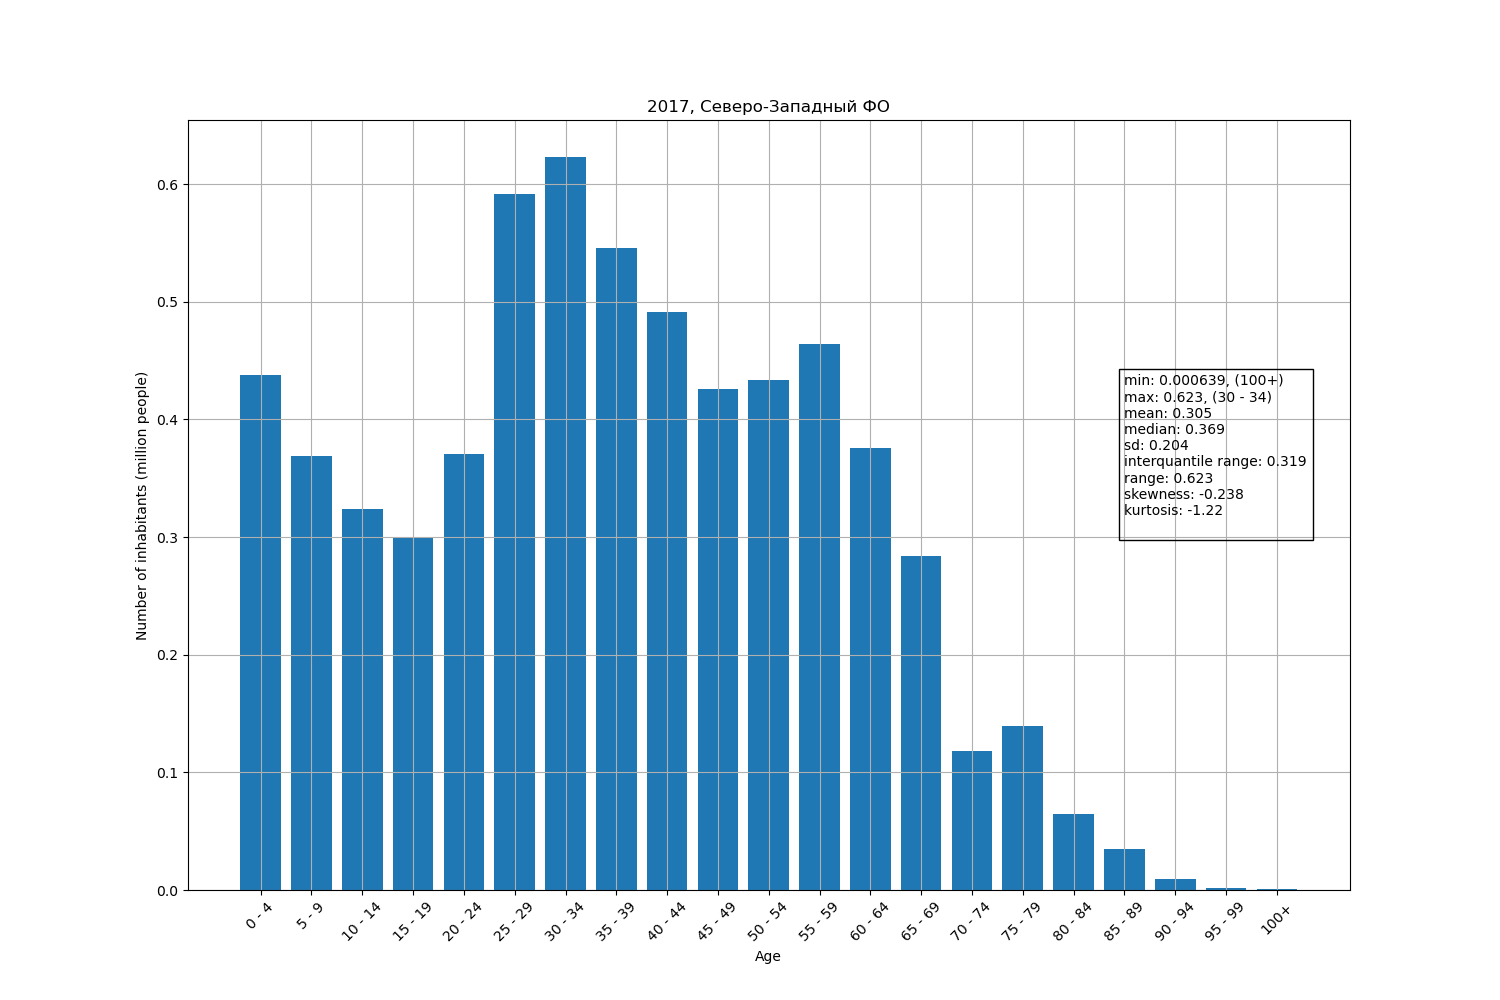 2017, Северо-Западный ФО
Number of inhabitants (million people)
0.6
0.5
0.4
0.3
0.2
0.1
0.0
min: 0.000639, (100+)
max: 0.623, (30 - 34)
mean: 0.305
median: 0.369
sd: 0.204
interquantile range: 0.319
range: 0.623
skewness: -0.238
kurtosis: -1.22
0 - 4
5 - 9
10 - 14
15 - 19
20 - 24
25 - 29
30 - 34
35 - 39
40 - 44
45 - 49
50 - 54
55 - 59
60 - 64
65 - 69
70 - 74
75 - 79
80 - 84
85 - 89
90 - 94
95 - 99
100+
Age